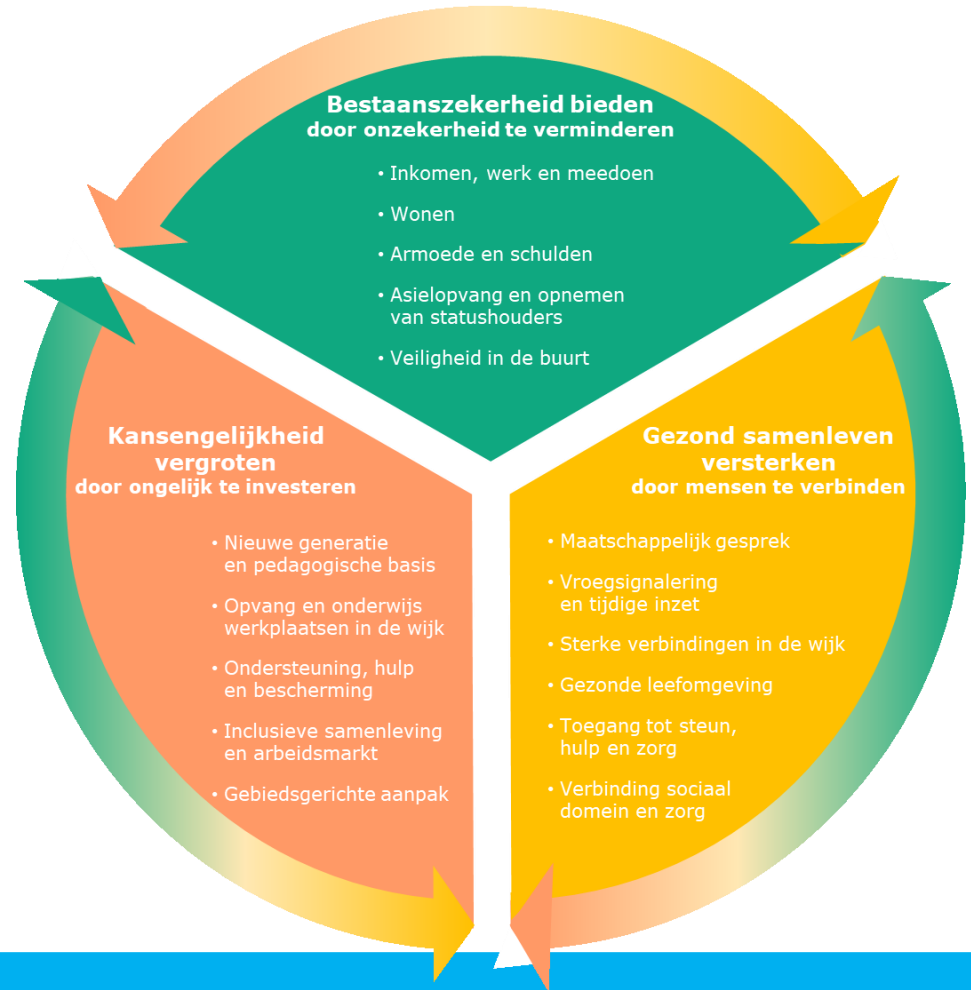 Bestaanszekerheid bieden
door onzekerheid te verminderen
• Inkomen, werk en meedoen
• Wonen
• Armoede en schulden
• Asielopvang en opnemen
van statushouders
• Veiligheid in de buurt
Kansengelijkheid
vergroten
door ongelijk te investeren
• Nieuwe generatie
en pedagogische basis
• Opvang en onderwijs
werkplaatsen in de wijk
• Ondersteuning, hulp
en bescherming
• Inclusieve samenleving
en arbeidsmarkt
• Gebiedsgerichte aanpak
Gezond samenleven
versterken
door mensen te verbinden
• Maatschappelijk gesprek
• Vroegsignalering
en tijdige inzet
• Sterke verbindingen in de wijk
• Gezonde leefomgeving
• Toegang tot steun,
hulp en zorg
• Verbinding sociaal
domein en zorg